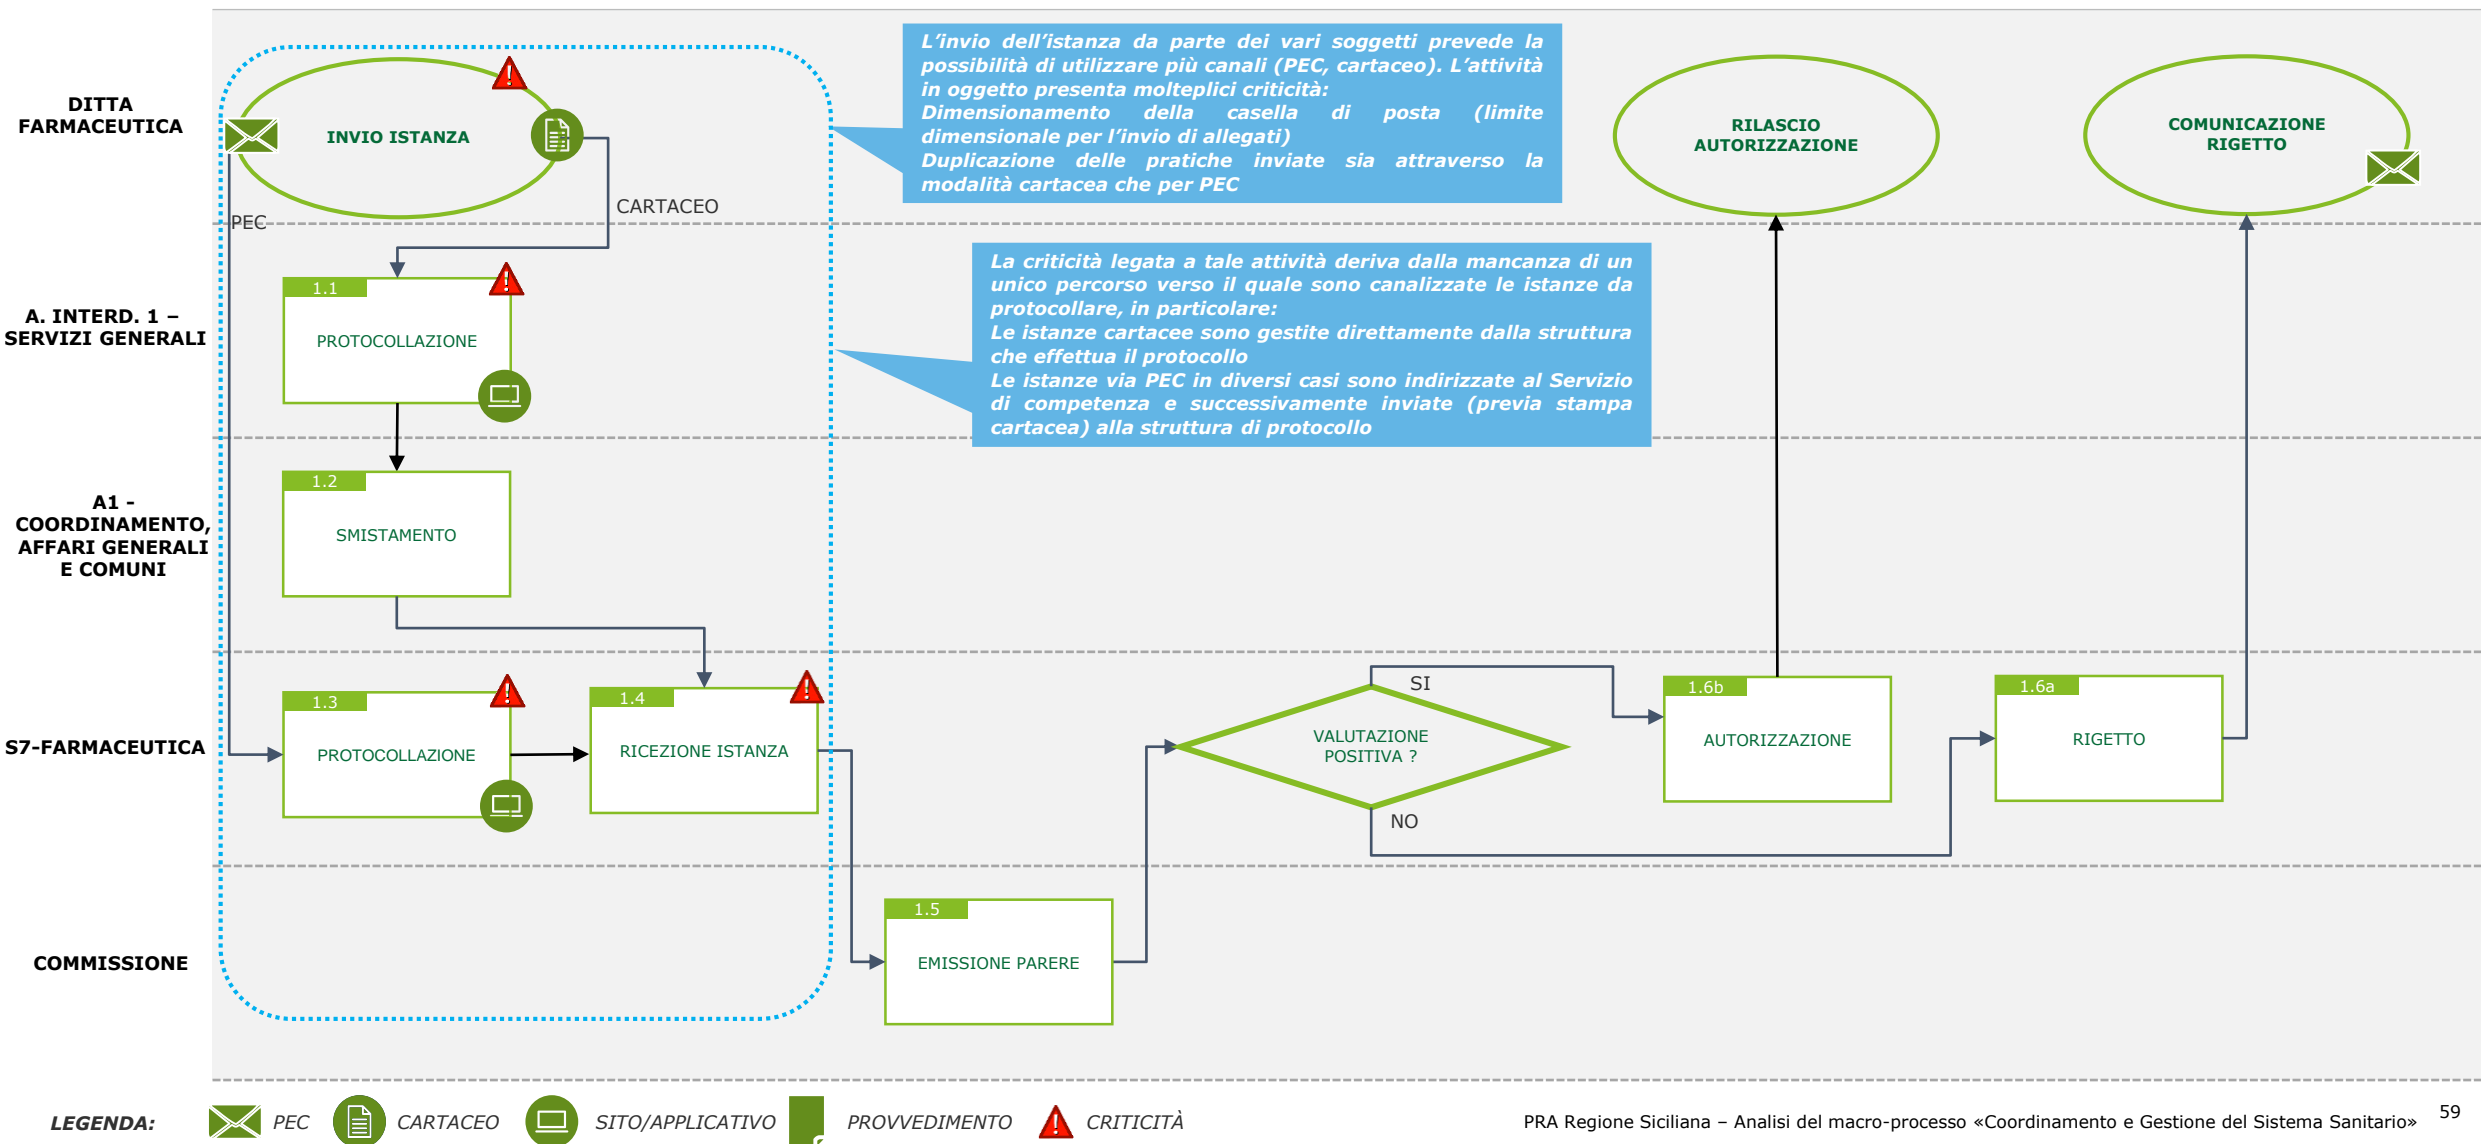 DITTA
FARMACEUTICA
INVIO ISTANZA
L'invio dell'istanza da parte dei vari soggetti prevede la
possibilità di utilizzare più canali (PEC, cartaceo). L'attività
in oggetto presenta molteplici criticità:
Dimensionamento della casella di posta (limite
dimensionale per l'invio di allegati)
Duplicazione delle pratiche inviate sia attraverso la
modalità cartacea che per PEC
RILASCIO
AUTORIZZAZIONE
COMUNICAZIONE
RIGETTO
PEC
CARTACEO
A. INTERD. 1 –
SERVIZI GENERALI
1.1
PROTOCOLLAZIONE
La criticità legata a tale attività deriva dalla mancanza di un
unico percorso verso il quale sono canalizzate le istanze da
protocollare, in particolare:
Le istanze cartacee sono gestite direttamente dalla struttura
che effettua il protocollo
Le istanze via PEC in diversi casi sono indirizzate al Servizio
di competenza e successivamente inviate (previa stampa
cartacea) alla struttura di protocollo
A1 -
COORDINAMENTO,
AFFARI GENERALI
E COMUNI
1.2
SMISTAMENTO
S7-FARMACEUTICA
1.3
PROTOCOLLAZIONE
1.4
RICEZIONE ISTANZA
VALUTAZIONE
POSITIVA ?
SI
NO
1.6b
AUTORIZZAZIONE
1.6a
RIGETTO
COMMISSIONE
1.5
EMISSIONE PARERE
LEGENDA:
PEC
CARTACEO
SITO/APPLICATIVO
PROVVEDIMENTO
CRITICITÀ
PRA Regione Siciliana – Analisi del macro-processo «Coordinamento e Gestione del Sistema Sanitario»
59